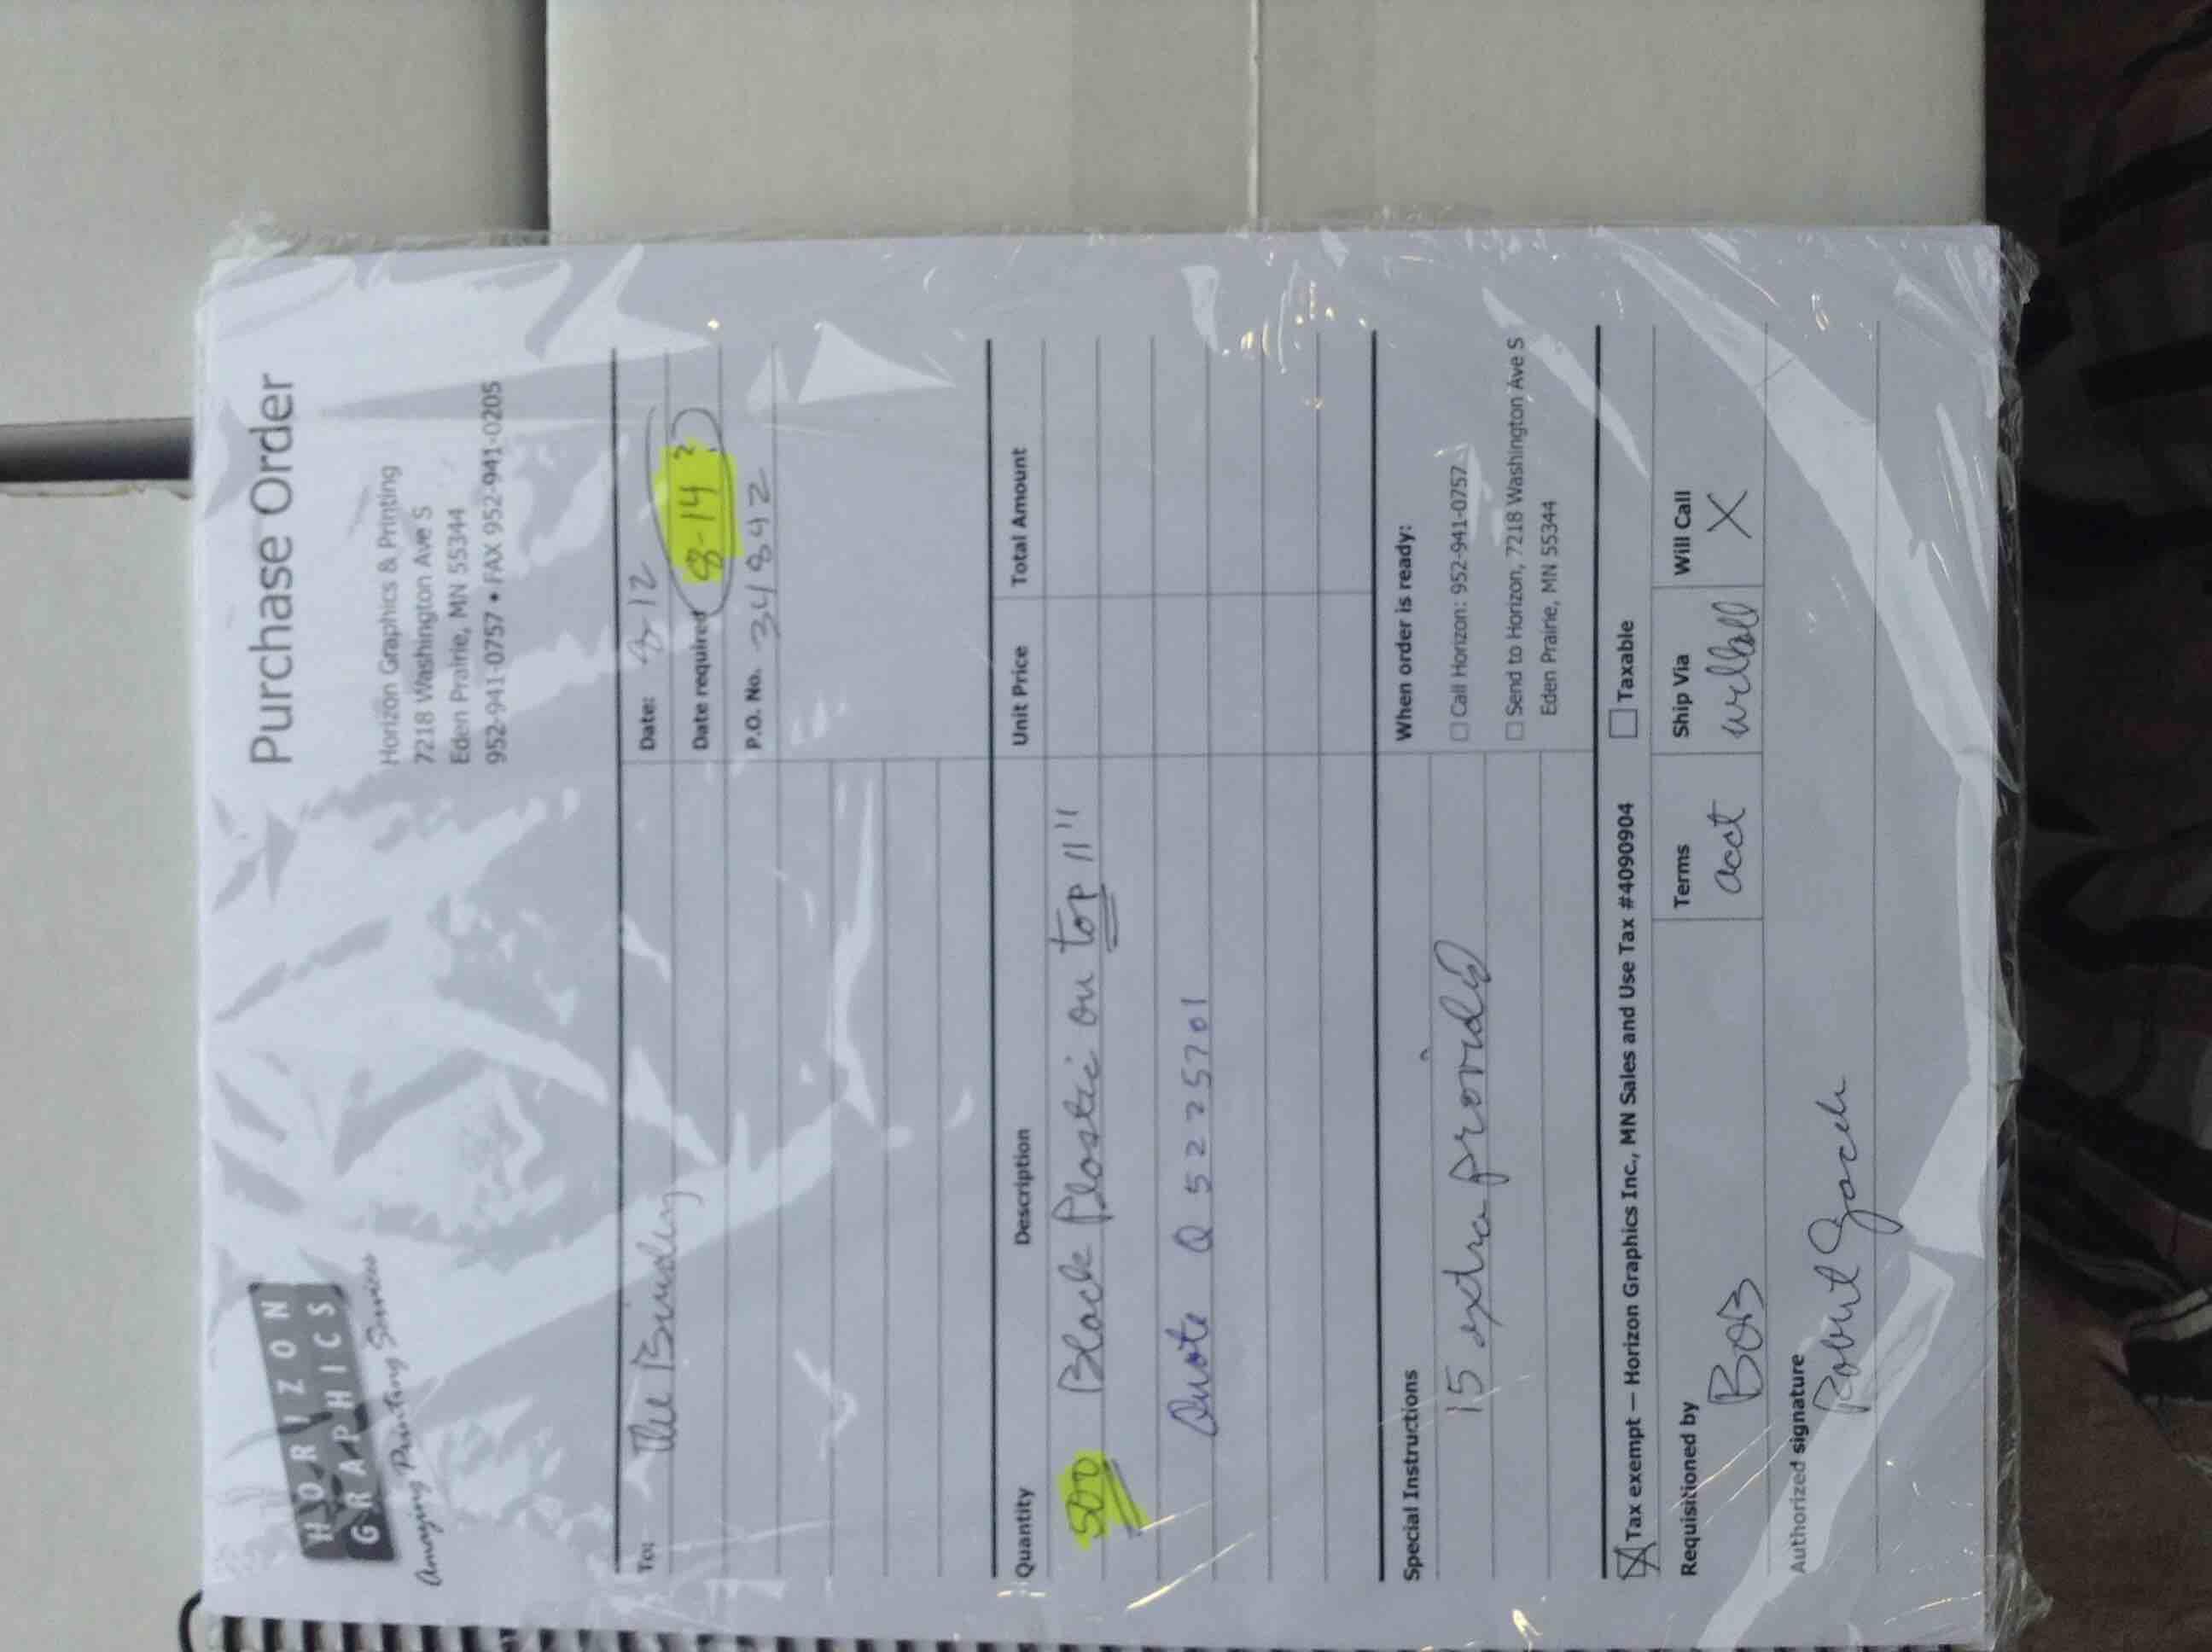 HORIZON
GRAPHICS
Amazing Printing Services
Purchase Order
Horizon Graphics & Printing
7218 Washington Ave S
Eden Prairie, MN 55344
952-941-0757 • FAX 952-941-0205
To: The Bindery
Date: 8-12
Date required 8-14 ?
P.O. No. 34842
Quantity Description Unit Price Total Amount
500 Black Plastic on top 11"
Quote Q 5225701
Special Instructions
15 extra provided
When order is ready:
☐ Call Horizon: 952-941-0757
☐ Send to Horizon, 7218 Washington Ave S
Eden Prairie, MN 55344
☒ Tax exempt — Horizon Graphics Inc., MN Sales and Use Tax #4090904 ☐ Taxable
Requisitioned by Terms Ship Via Will Call
BOB acct willcall X
Authorized signature
Robert